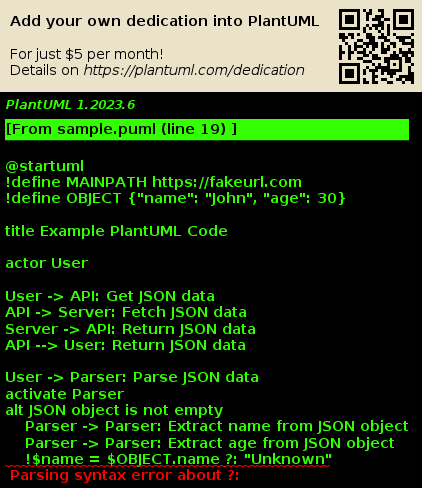 Add your own dedication into PlantUML
For just $5 per month!
Details on https://plantuml.com/dedication
PlantUML 1.2023.6
[From sample.puml (line 19) ]
@startuml
!define MAINPATH https://fakeurl.com
!define OBJECT {"name": "John", "age": 30}
title Example PlantUML Code
actor User
User -> API: Get JSON data
API -> Server: Fetch JSON data
Server -> API: Return JSON data
API --> User: Return JSON data
User -> Parser: Parse JSON data
activate Parser
alt JSON object is not empty
    Parser -> Parser: Extract name from JSON object
    Parser -> Parser: Extract age from JSON object
    !$name = $OBJECT.name ?: "Unknown"
Parsing syntax error about ?: